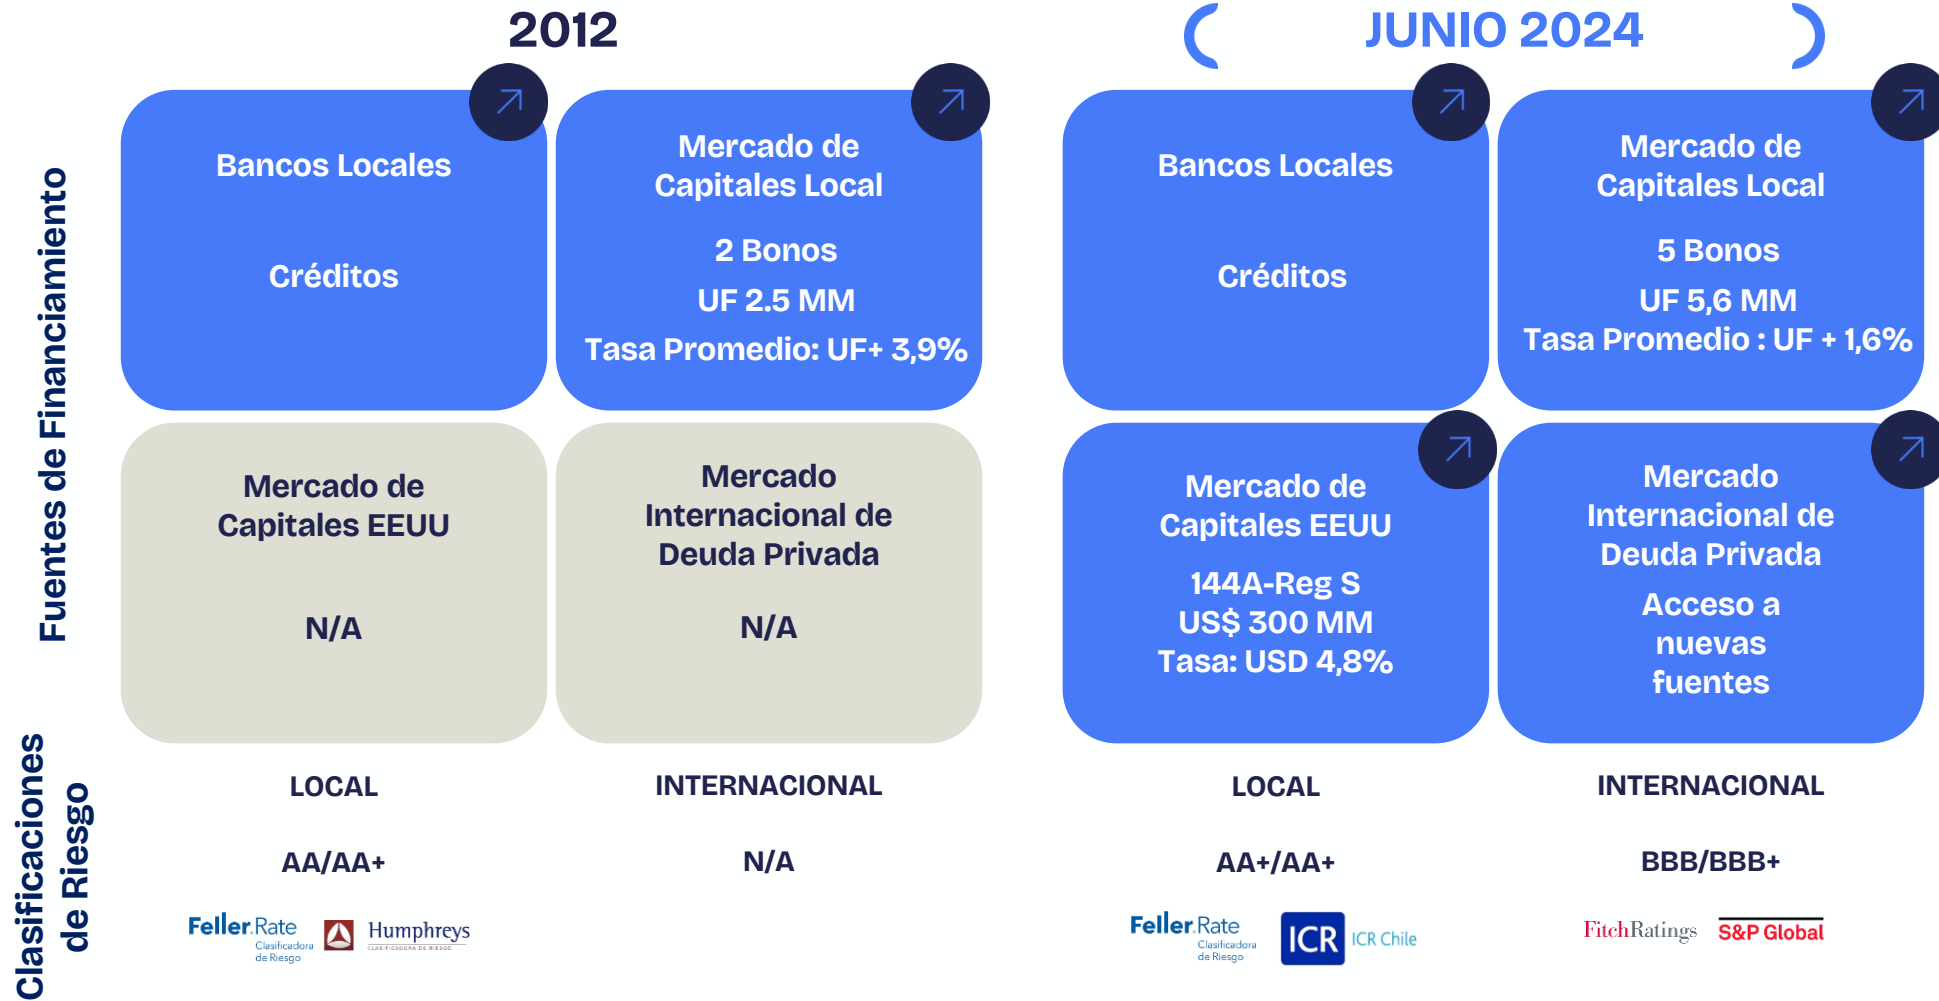 2012
JUNIO 2024
Fuentes de Financiamiento
Bancos Locales
Créditos
Mercado de
Capitales Local
2 Bonos
UF 2.5 MM
Tasa Promedio: UF+ 3,9%
Mercado de
Capitales EEUU
N/A
Mercado
Internacional de
Deuda Privada
N/A
Bancos Locales
Créditos
Mercado de
Capitales Local
5 Bonos
UF 5,6 MM
Tasa Promedio : UF + 1,6%
Mercado de
Capitales EEUU
144A-Reg S
US$ 300 MM
Tasa: USD 4,8%
Mercado
Internacional de
Deuda Privada
Acceso a
nuevas
fuentes
Clasificaciones
de Riesgo
LOCAL
AA/AA+
Feller.Rate
Clasificadora
de Riesgo
Humphreys
CLASIFICADORA DE RIESGO
INTERNACIONAL
N/A
LOCAL
AA+/AA+
Feller.Rate
Clasificadora
de Riesgo
ICR
ICR Chile
INTERNACIONAL
BBB/BBB+
FitchRatings
S&P Global